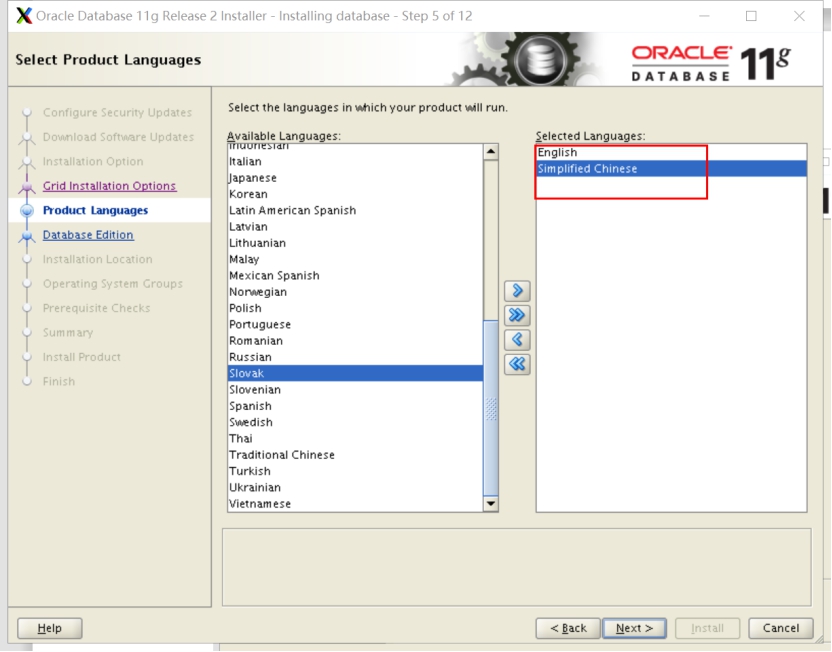 Oracle Database 11g Release 2 Installer - Installing database - Step 5 of 12
Select Product Languages
ORACLE
DATABASE
11g
Configure Security Updates
Download Software Updates
Installation Option
Grid Installation Options
Product Languages
Database Edition
Installation Location
Operating System Groups
Prerequisite Checks
Summary
Install Product
Finish
Select the languages in which your product will run.
Available Languages:
Indonesian
Italian
Japanese
Korean
Latin American Spanish
Latvian
Lithuanian
Malay
Mexican Spanish
Norwegian
Polish
Portuguese
Romanian
Russian
Slovak
Slovenian
Spanish
Swedish
Thai
Traditional Chinese
Turkish
Ukrainian
Vietnamese
Selected Languages:
English
Simplified Chinese
Help
< Back
Next >
Install
Cancel